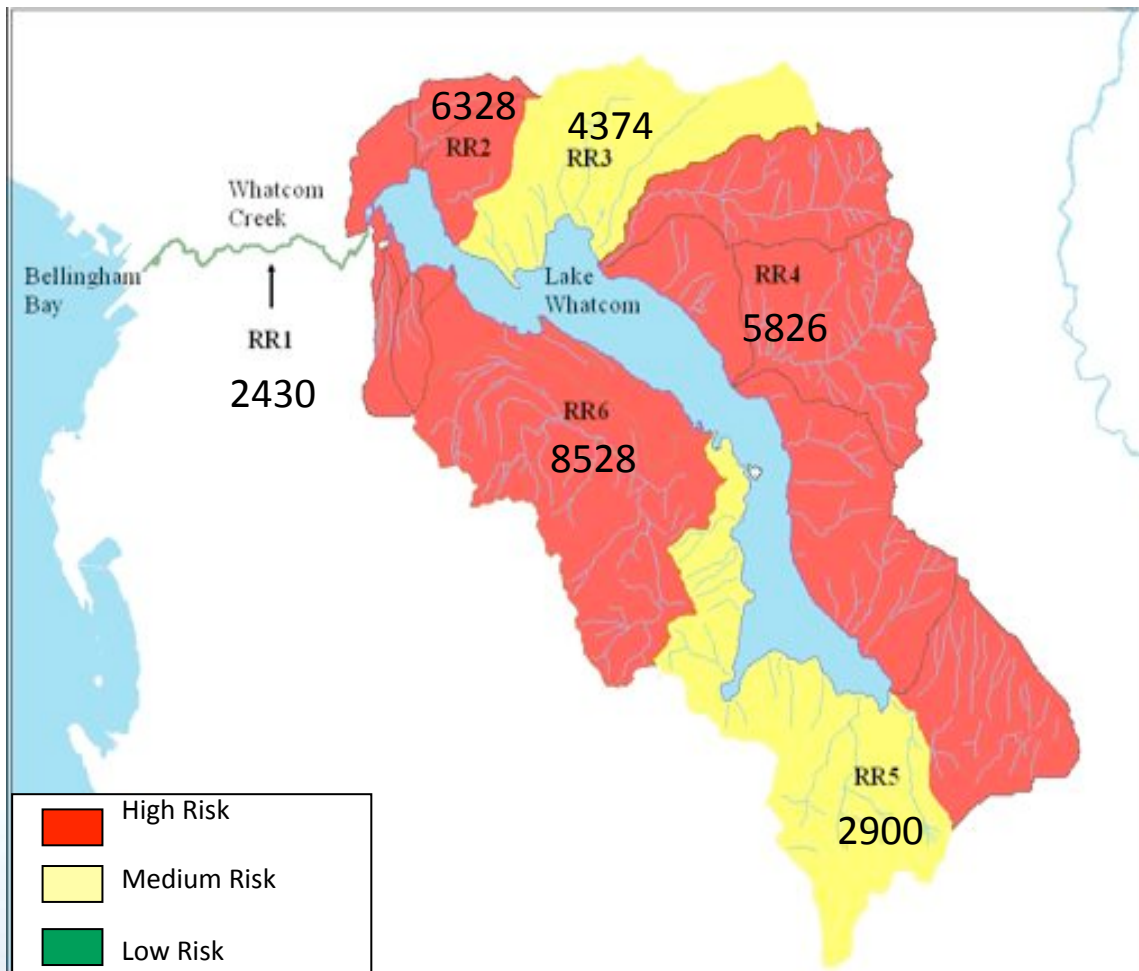 6328
RR2
4374
RR3
Whatcom
Creek
Bellingham
Bay
Lake
Whatcom
RR4
5826
RR1
2430
RR6
8528
RR5
2900
High Risk
Medium Risk
Low Risk